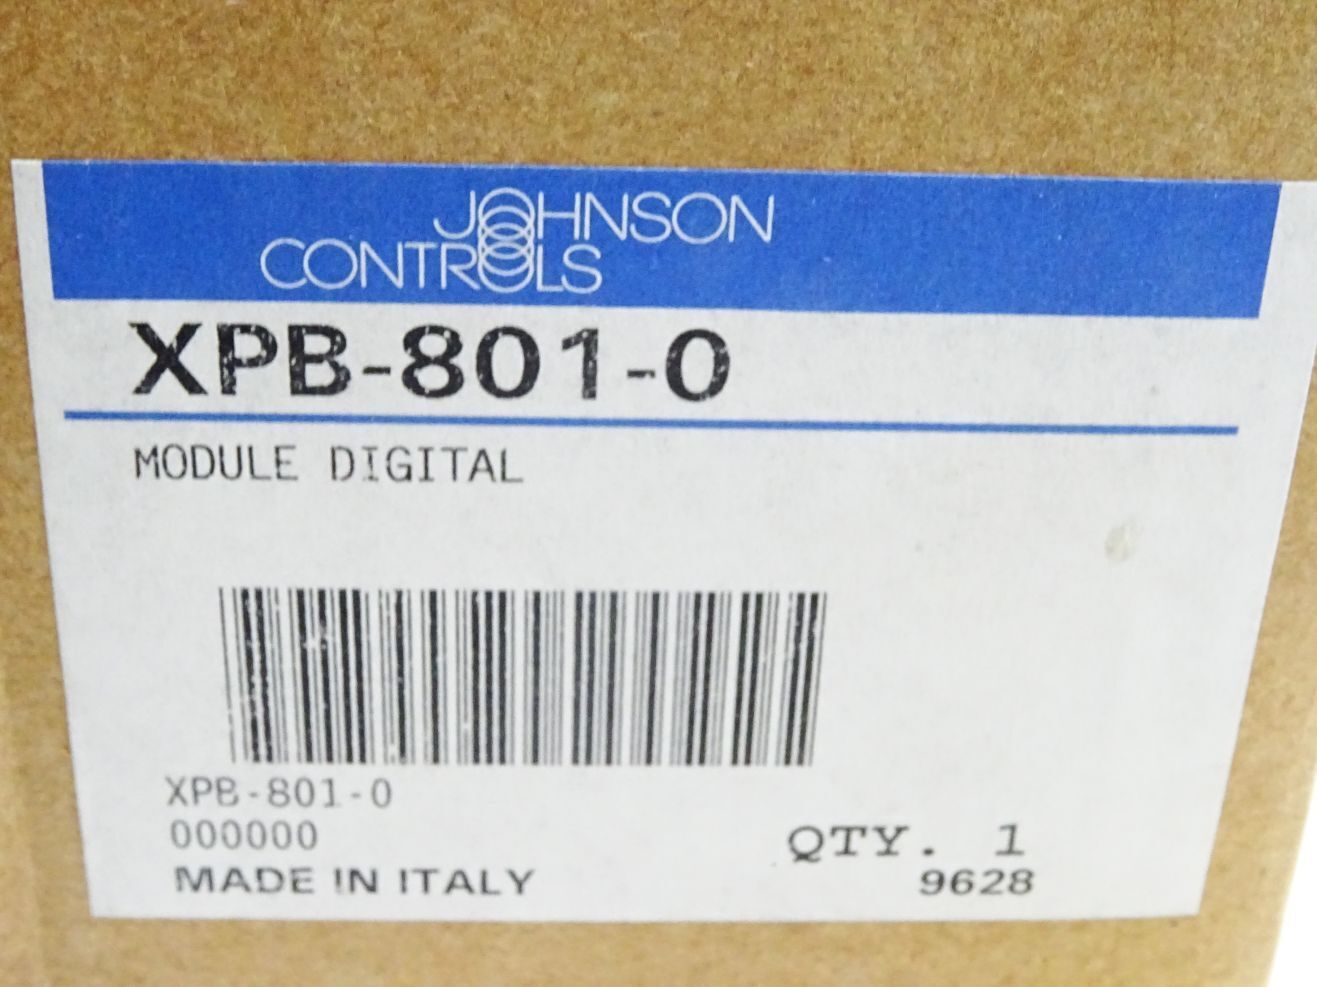 JOHNSON
CONTROLS
XPB-801-0
MODULE DIGITAL
XPB-801-0
000000
QTY. 1
MADE IN ITALY
9628